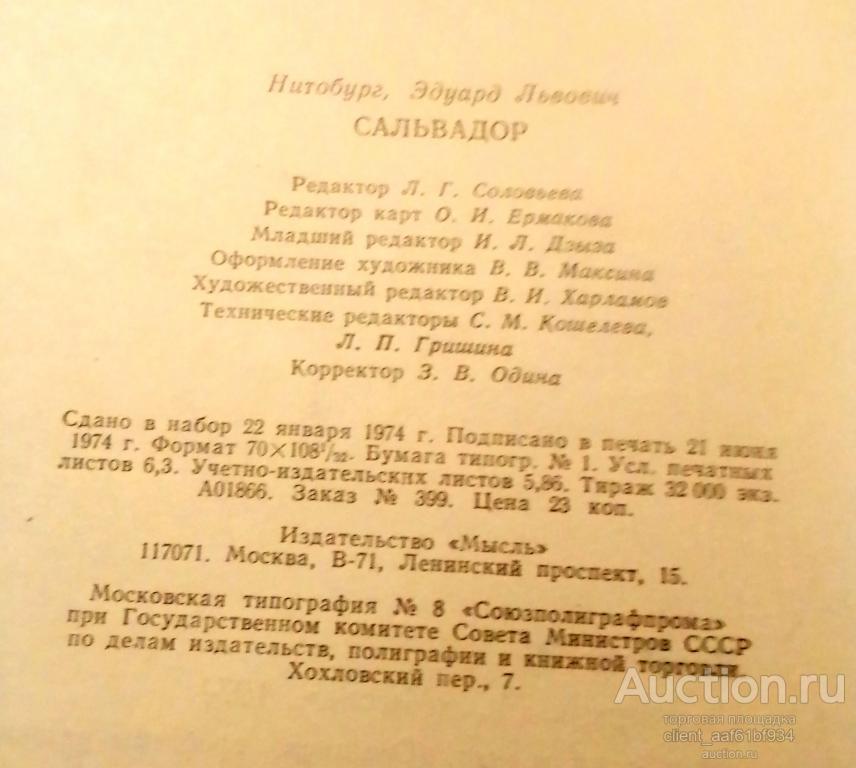 Нитобург, Эдуард Львович
САЛЬВАДОР
Редактор Л. Г. Соловьева
Редактор карт О. И. Ермакова
Младший редактор И. Л. Дзыза
Оформление художника В. В. Максина
Художественный редактор В. И. Харламов
Технические редакторы С. М. Кошелева,
Л. П. Гришина
Корректор З. В. Одина
Сдано в набор 22 января 1974 г. Подписано в печать 21 июня
1974 г. Формат 70×108¹/₃₂. Бумага типогр. № 1. Усл. печатных
листов 6,3. Учетно-издательских листов 5,86. Тираж 32 000 экз.
А01866. Заказ № 399. Цена 23 коп.
Издательство «Мысль»
117071. Москва, В-71, Ленинский проспект, 15.
Московская типография № 8 «Союзполиграфпрома»
при Государственном комитете Совета Министров СССР
по делам издательств, полиграфии и книжной торговли.
Хохловский пер., 7.
Auction.ru
торговая площадка
client_aaf61bf934
auction.ru